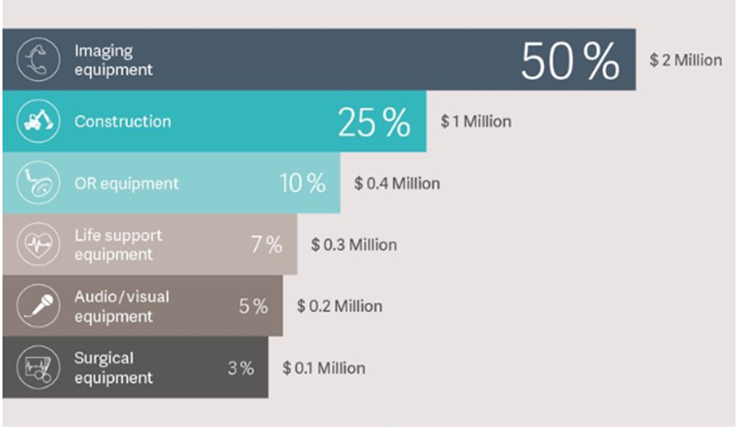 Imaging
equipment
50 %
$ 2 Million
Construction
25 %
$ 1 Million
OR equipment
10 %
$ 0.4 Million
Life support
equipment
7 %
$ 0.3 Million
Audio/visual
equipment
5 %
$ 0.2 Million
Surgical
equipment
3 %
$ 0.1 Million